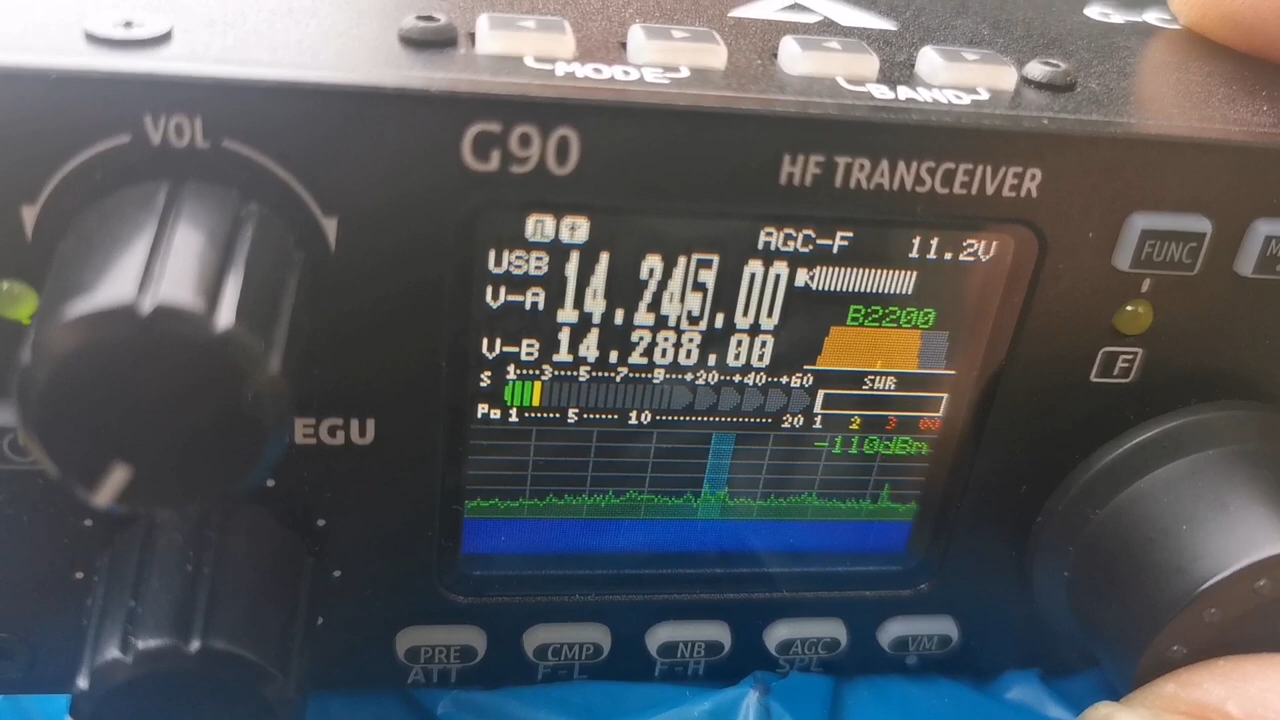 MODE
BAND
VOL
G90
HF TRANSCEIVER
AGC-F 11.2V
FUNC
USB 14.245.00
V-A
B2200
V-B 14.288.00
S 1 3 5 7 9 +20 +40 +60
SWR
Po 1 5 10 20 1 2 3 ∞
-110dBm
F
EGU
PRE CMP NB AGC VM
ATT F-L F-H SPL